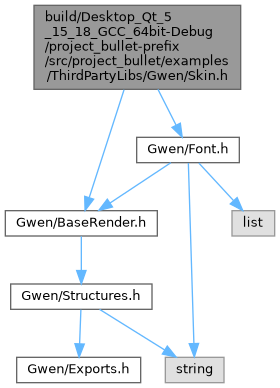 build/Desktop_Qt_5
_15_18_GCC_64bit-Debug
/project_bullet-prefix
/src/project_bullet/examples
/ThirdPartyLibs/Gwen/Skin.h
Gwen/Font.h
Gwen/BaseRender.h
list
Gwen/Structures.h
Gwen/Exports.h
string